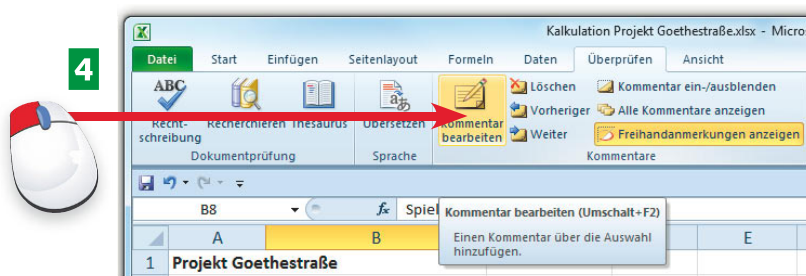 Kalkulation Projekt Goethestraße.xlsx - Micro
Datei Start Einfügen Seitenlayout Formeln Daten Überprüfen Ansicht
4
ABC
Löschen Kommentar ein-/ausblenden
Vorheriger Alle Kommentare anzeigen
Recht- Recherchieren Thesaurus Übersetzen Kommentar
schreibung bearbeiten Weiter Freihandanmerkungen anzeigen
Dokumentprüfung Sprache Kommentare
B8 fx Spiel
Kommentar bearbeiten (Umschalt+F2)
A B E
Einen Kommentar über die Auswahl
hinzufügen.
1 Projekt Goethestraße